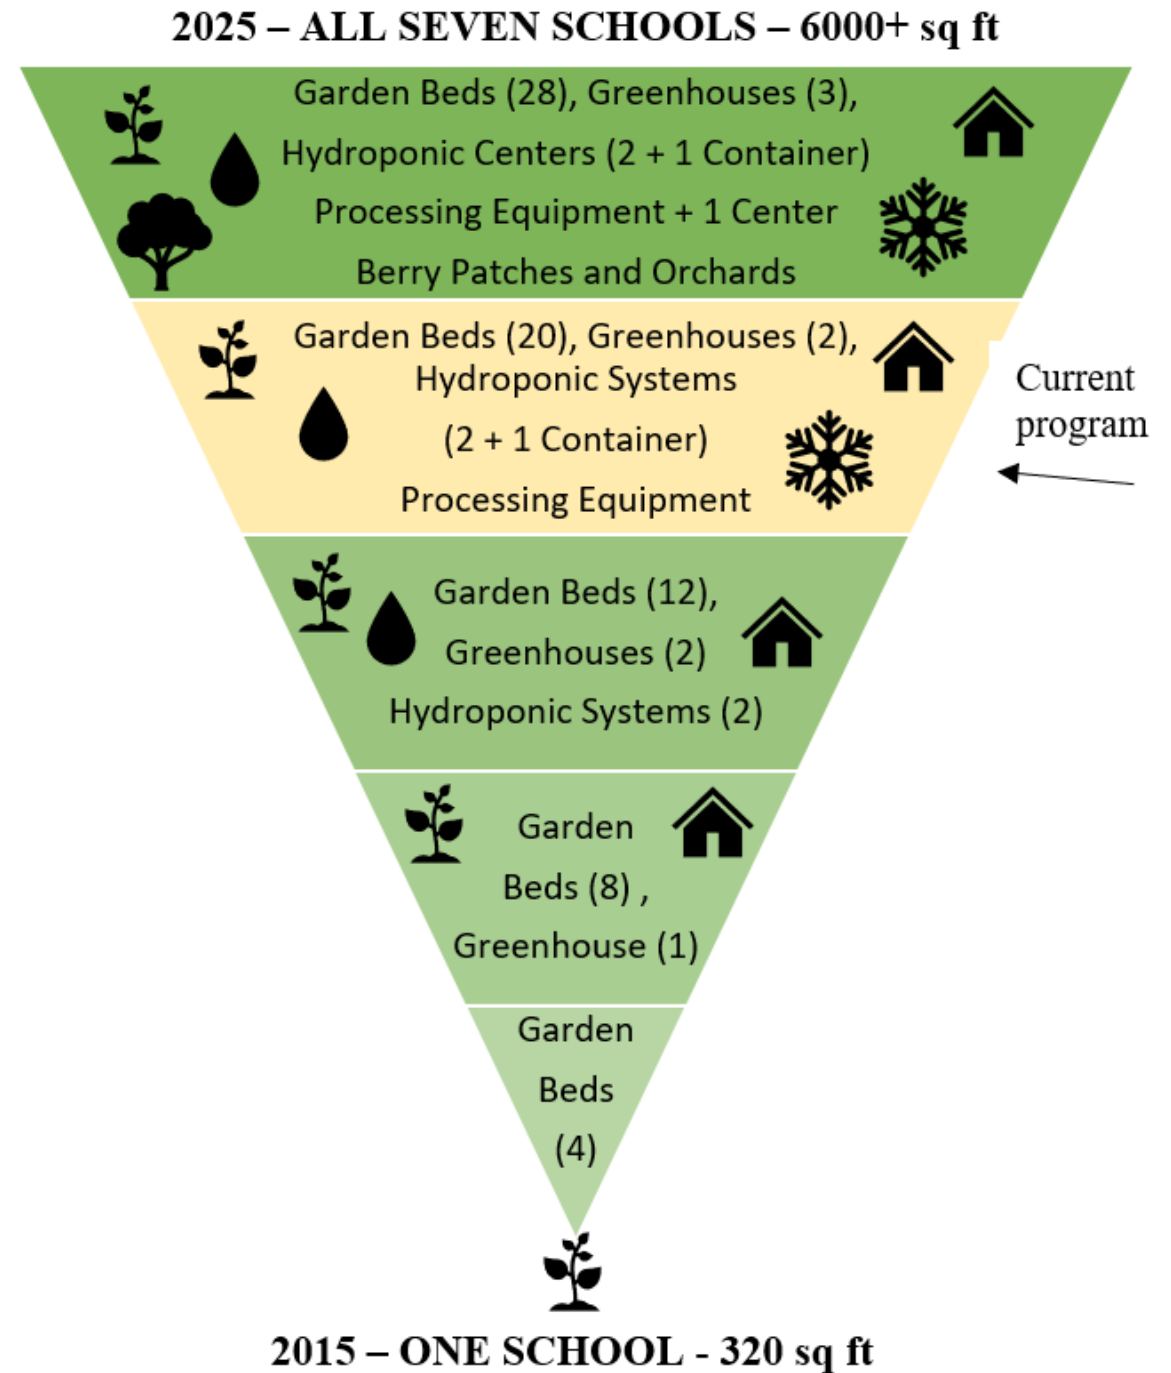 2025 – ALL SEVEN SCHOOLS – 6000+ sq ft
Garden Beds (28), Greenhouses (3),
Hydroponic Centers (2 + 1 Container)
Processing Equipment + 1 Center
Berry Patches and Orchards
Garden Beds (20), Greenhouses (2),
Hydroponic Systems
(2 + 1 Container)
Processing Equipment
Current
program
Garden Beds (12),
Greenhouses (2)
Hydroponic Systems (2)
Garden
Beds (8) ,
Greenhouse (1)
Garden
Beds
(4)
2015 – ONE SCHOOL - 320 sq ft